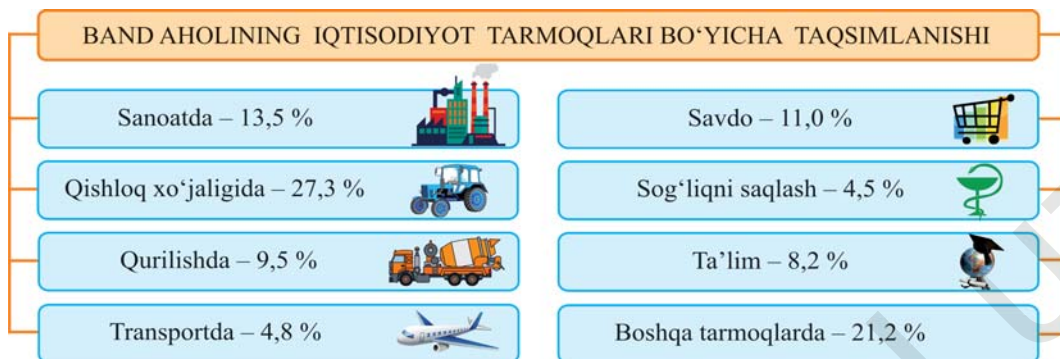 BAND AHOLINING IQTISODIYOT TARMOQLARI BO‘YICHA TAQSIMLANISHI
Sanoatda – 13,5 %
Qishloq xo‘jaligida – 27,3 %
Qurilishda – 9,5 %
Transportda – 4,8 %
Savdo – 11,0 %
Sog‘liqni saqlash – 4,5 %
Ta’lim – 8,2 %
Boshqa tarmoqlarda – 21,2 %